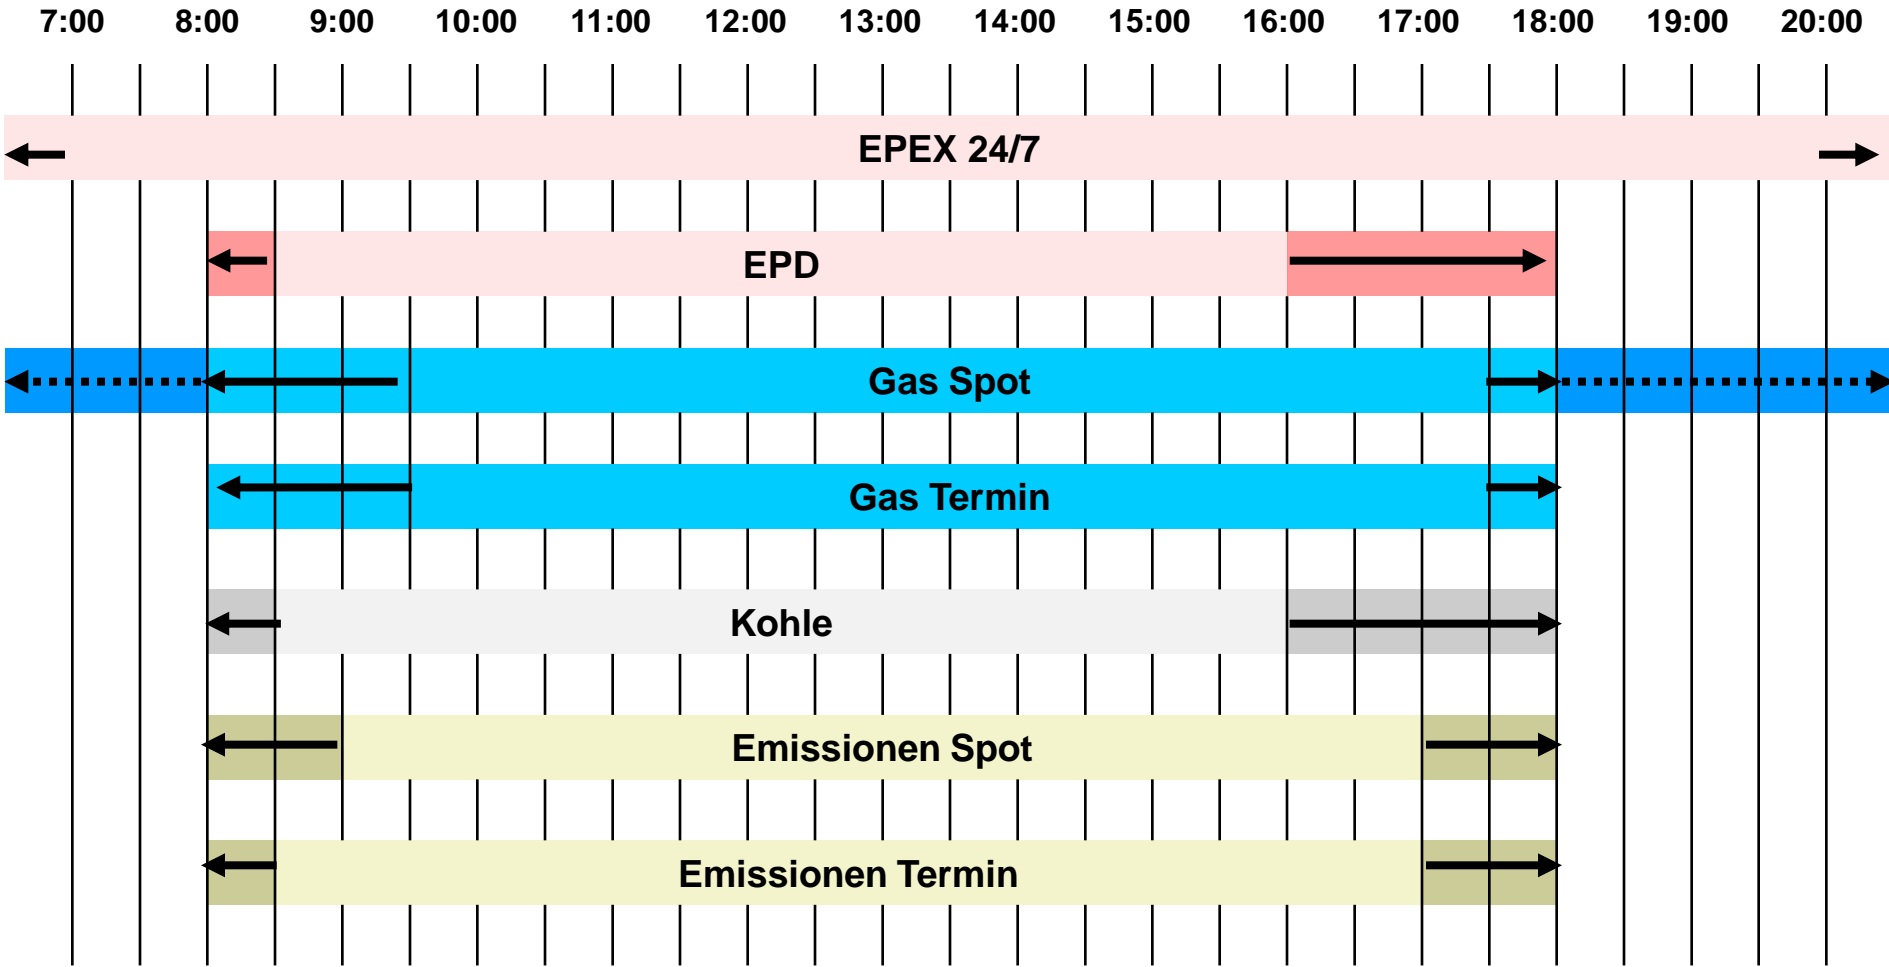 7:00 8:00 9:00 10:00 11:00 12:00 13:00 14:00 15:00 16:00 17:00 18:00 19:00 20:00
EPEX 24/7
EPD
Gas Spot
Gas Termin
Kohle
Emissionen Spot
Emissionen Termin